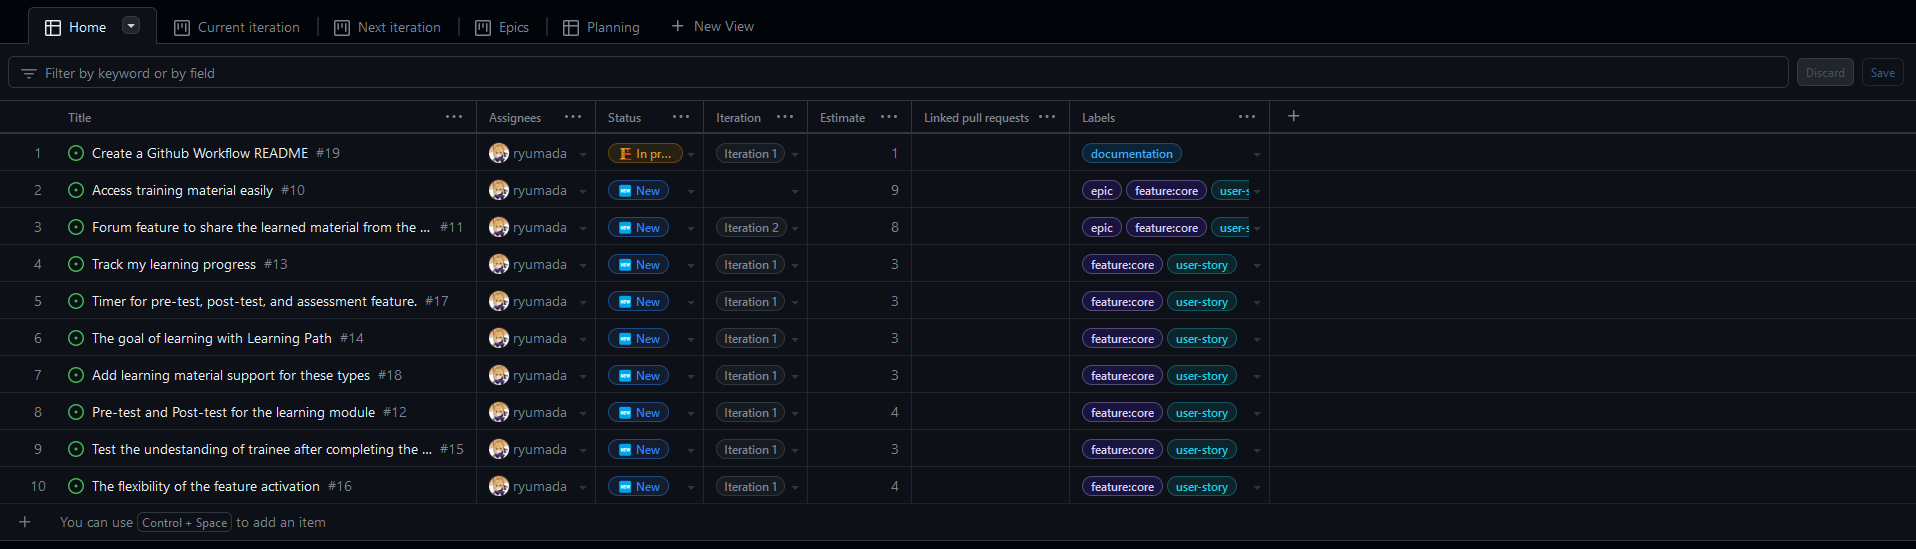 Home Current iteration Next iteration Epics Planning New View
Filter by keyword or by field Discard Save
Title Assignees Status Iteration Estimate Linked pull requests Labels
1 Create a Github Workflow README #19 ryumada In pr... Iteration 1 1 documentation
2 Access training material easily #10 ryumada NEW New 9 epic feature:core user-s
3 Forum feature to share the learned material from the ... #11 ryumada NEW New Iteration 2 8 epic feature:core user-s
4 Track my learning progress #13 ryumada NEW New Iteration 1 3 feature:core user-story
5 Timer for pre-test, post-test, and assessment feature. #17 ryumada NEW New Iteration 1 3 feature:core user-story
6 The goal of learning with Learning Path #14 ryumada NEW New Iteration 1 3 feature:core user-story
7 Add learning material support for these types #18 ryumada NEW New Iteration 1 3 feature:core user-story
8 Pre-test and Post-test for the learning module #12 ryumada NEW New Iteration 1 4 feature:core user-story
9 Test the undestanding of trainee after completing the ... #15 ryumada NEW New Iteration 1 3 feature:core user-story
10 The flexibility of the feature activation #16 ryumada NEW New Iteration 1 4 feature:core user-story
You can use Control + Space to add an item